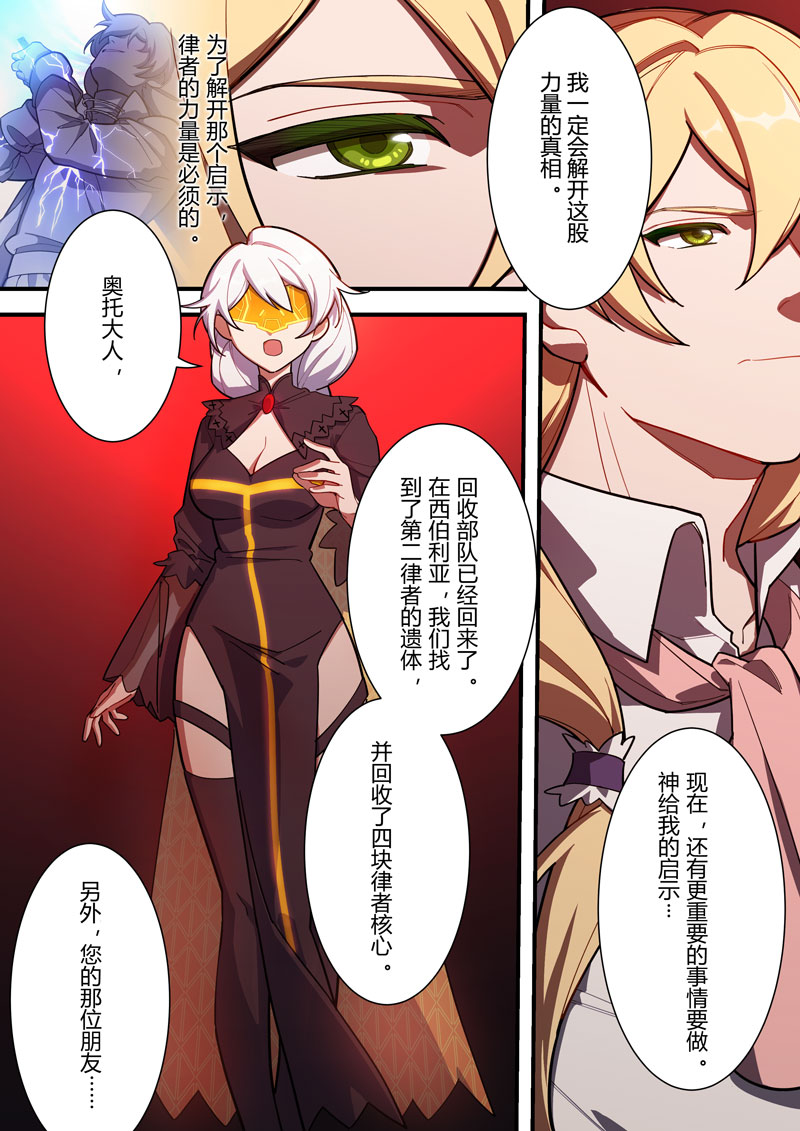 我一定会解开这股
力量的真相。
现在，还有更重要的事情要做。
神给我的启示…
为了解开那个启示，
律者的力量是必须的。
奥托大人，
回收部队已经回来了。
在西伯利亚，我们找
到了第二律者的遗体，
并回收了四块律者核心。
另外，您的那位朋友……